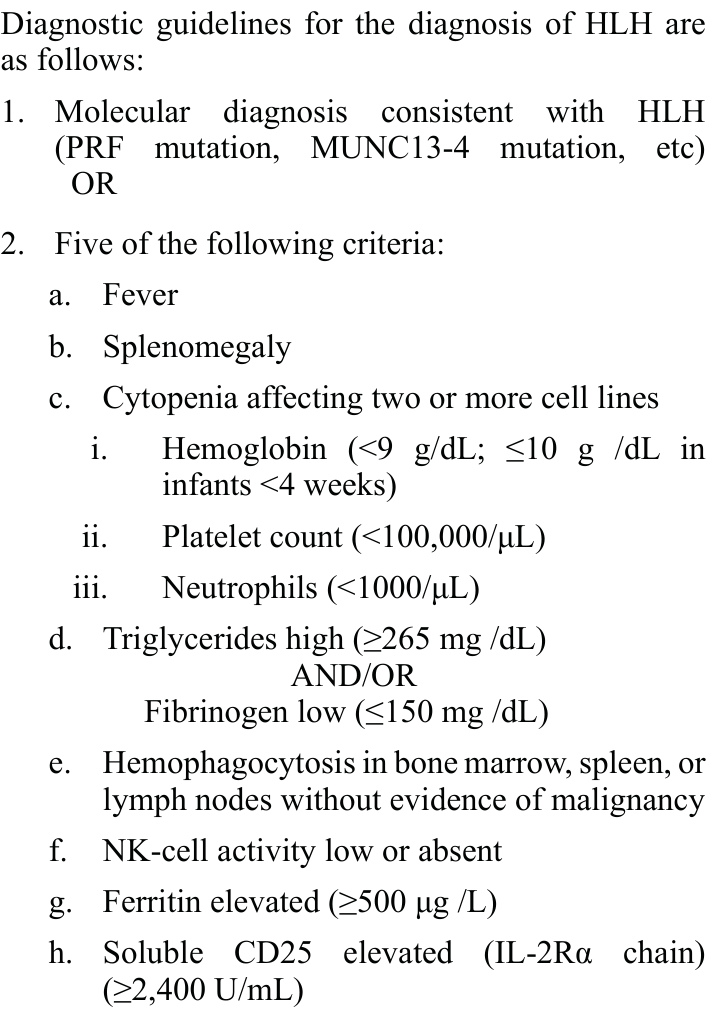 Diagnostic guidelines for the diagnosis of HLH are
as follows:
1. Molecular diagnosis consistent with HLH
(PRF mutation, MUNC13-4 mutation, etc)
OR
2. Five of the following criteria:
a. Fever
b. Splenomegaly
c. Cytopenia affecting two or more cell lines
i. Hemoglobin (<9 g/dL; ≤10 g /dL in
infants <4 weeks)
ii. Platelet count (<100,000/μL)
iii. Neutrophils (<1000/μL)
d. Triglycerides high (≥265 mg /dL)
AND/OR
Fibrinogen low (≤150 mg /dL)
e. Hemophagocytosis in bone marrow, spleen, or
lymph nodes without evidence of malignancy
f. NK-cell activity low or absent
g. Ferritin elevated (≥500 μg /L)
h. Soluble CD25 elevated (IL-2Rα chain)
(≥2,400 U/mL)